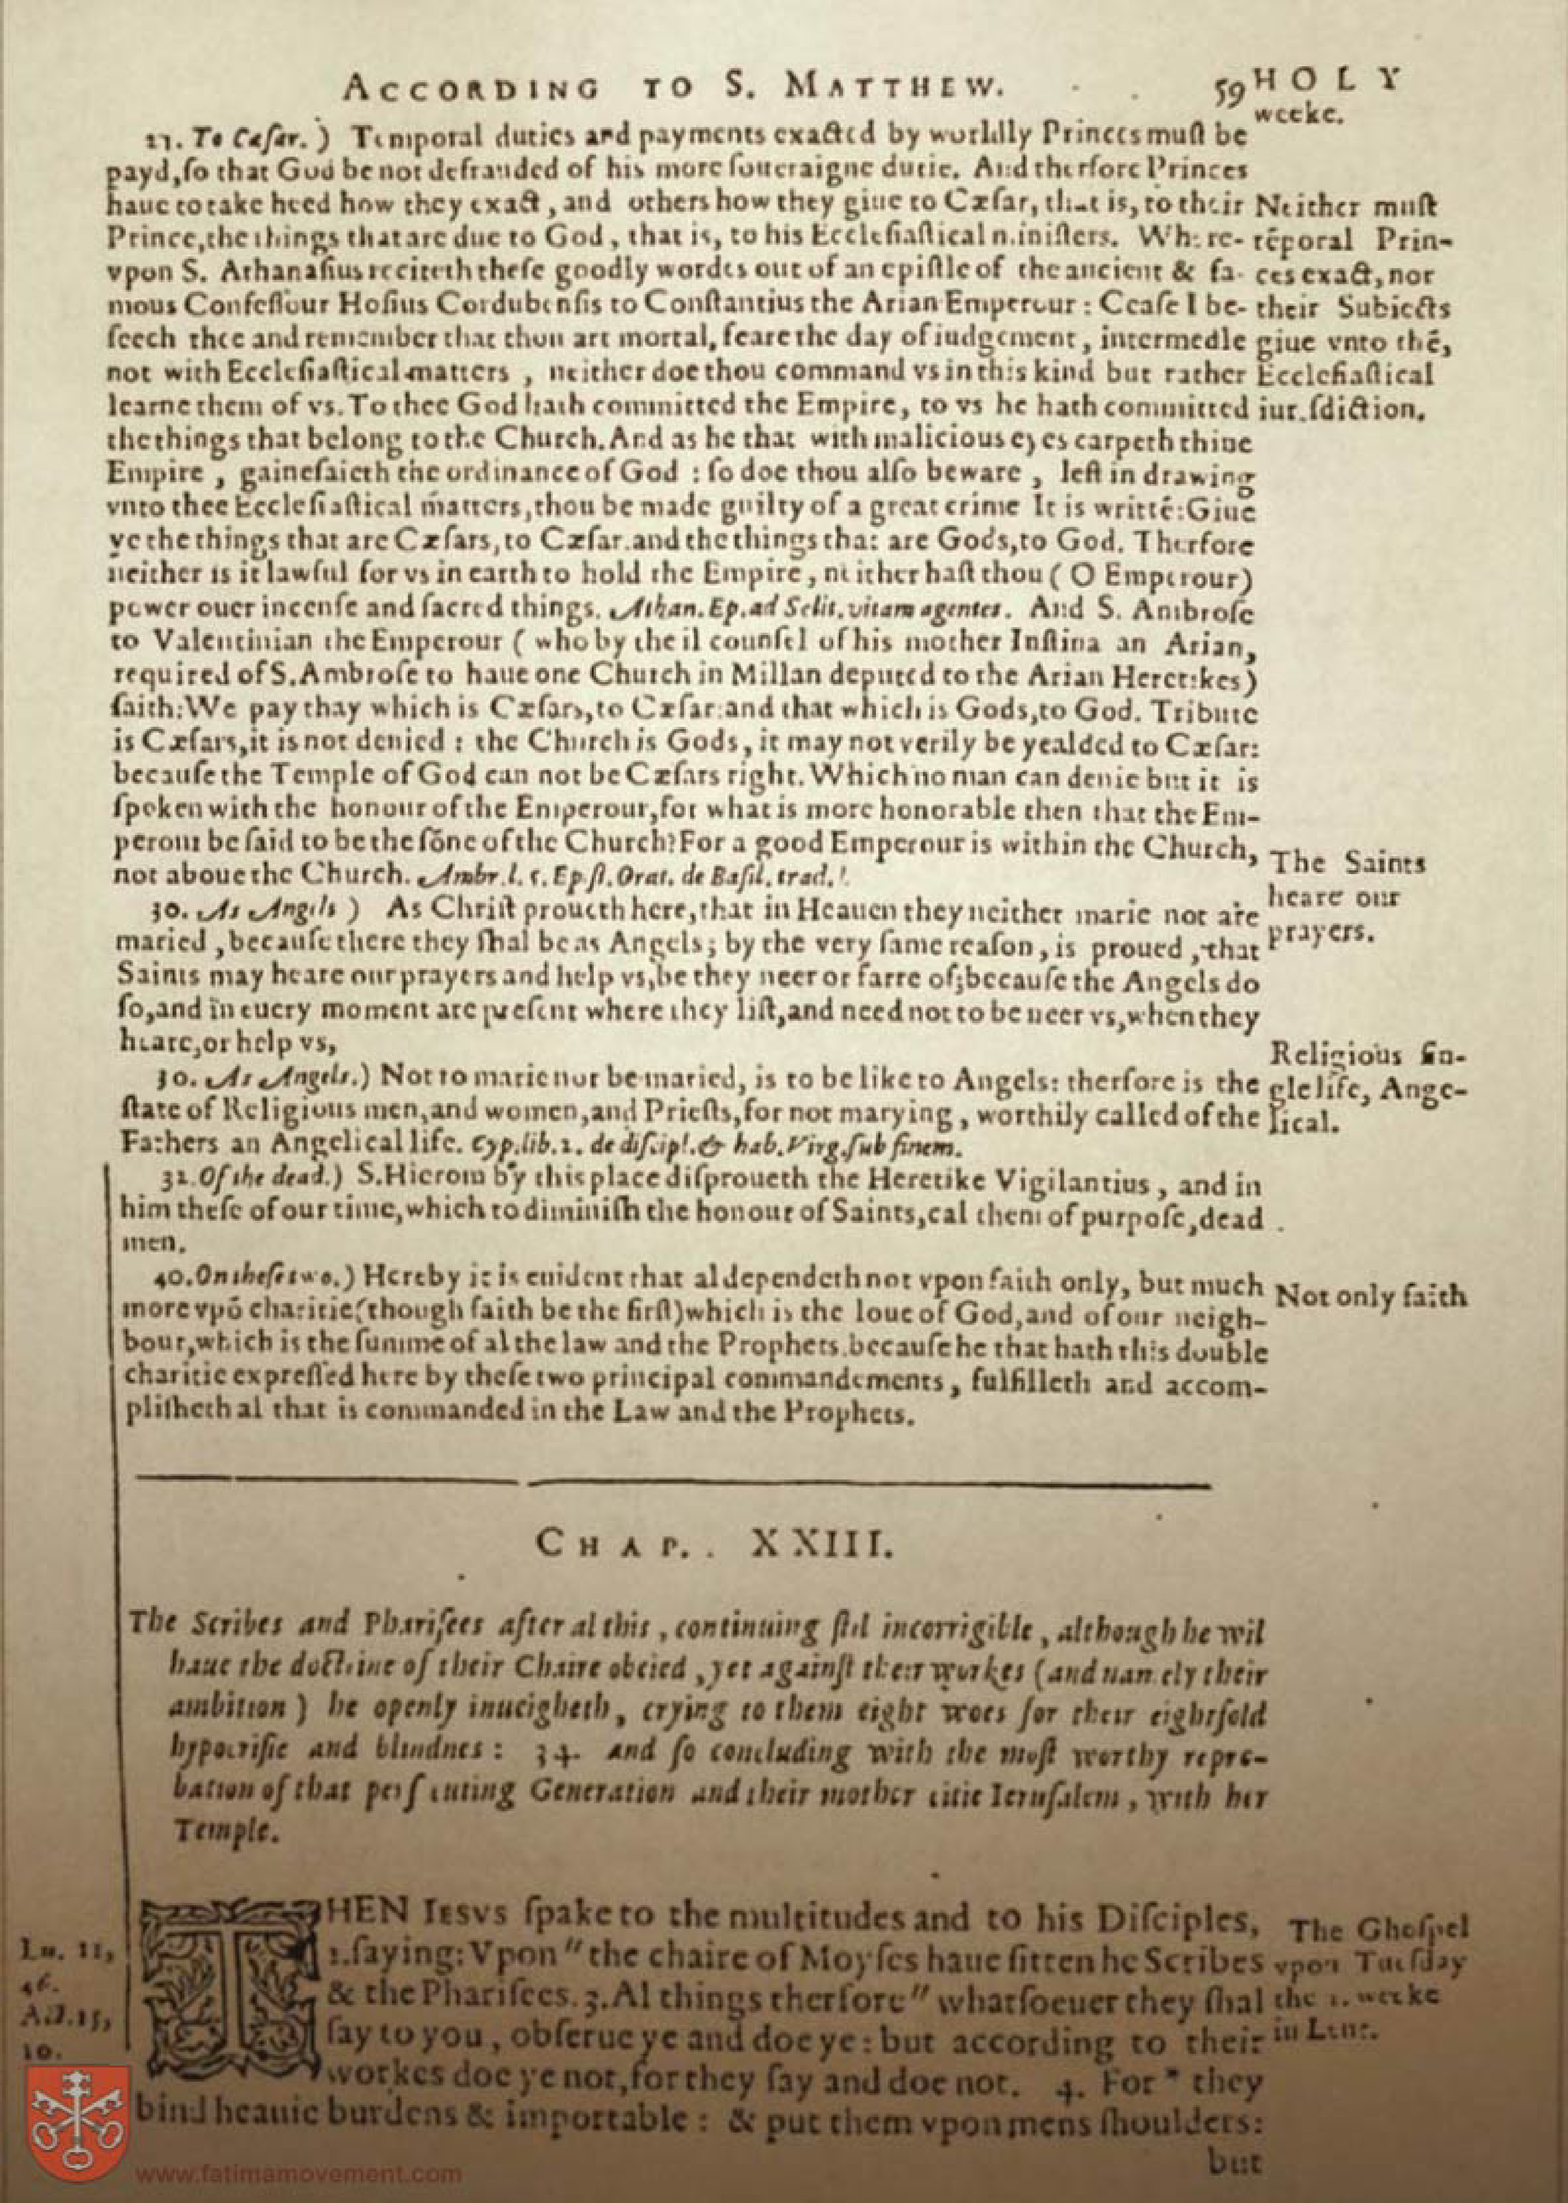 ACCORDING TO S. MATTHEW. 59
HOLY
weeke.
21. To Cæſar. ) Temporal duties and payments exacted by worldly Princes muſt be
payd, ſo that God be not defrauded of his more ſoueraigne dutie. And therfore Princes
haue to take heed how they exact, and others how they giue to Cæſar, that is, to their
Prince, the things that are due to God, that is, to his Eccleſiaſtical miniſters. Where-
vpon S. Athanaſius reciteth theſe goodly wordes out of an epiſtle of the ancient & fa-
mous Confeſſour Hoſius Cordubenſis to Conſtantius the Arian Emperour: Ceaſe I be-
ſeech thee and remember that thou art mortal, feare the day of iudgement, intermedle
not with Eccleſiaſtical matters, neither doe thou command vs in this kind but rather
learne them of vs. To thee God hath committed the Empire, to vs he hath committed
the things that belong to the Church. And as he that with malicious eyes carpeth thine
Empire, gaineſaieth the ordinance of God: ſo doe thou alſo beware, leſt in drawing
vnto thee Eccleſiaſtical matters, thou be made guilty of a great crime It is writtē: Giue
ye the things that are Cæſars, to Cæſar. and the things that are Gods, to God. Therfore
neither is it lawful for vs in earth to hold the Empire, neither haſt thou ( O Emperour)
power ouer incenſe and ſacred things. Athan. Ep. ad Solit. vitam agentes. And S. Ambroſe
to Valentinian the Emperour ( who by the il counſel of his mother Iuſtina an Arian,
required of S. Ambroſe to haue one Church in Millan deputed to the Arian Heretikes)
ſaith: We pay thay which is Cæſars, to Cæſar: and that which is Gods, to God. Tribute
is Cæſars, it is not denied: the Church is Gods, it may not verily be yealded to Cæſar:
becauſe the Temple of God can not be Cæſars right. Which no man can denie but it is
ſpoken with the honour of the Emperour, for what is more honorable then that the Em-
perour be ſaid to be the ſōne of the Church? For a good Emperour is within the Church,
not aboue the Church. Ambr. l. 5. Epiſt. Orat. de Baſil. trad.
Neither muſt
tēporal Prin-
ces exact, nor
their Subiects
giue vnto thē,
Eccleſiaſtical
iuriſdiction.
30. As Angels ) As Chriſt proueth here, that in Heauen they neither marie nor are
maried, becauſe there they ſhal be as Angels; by the very ſame reaſon, is proued, that
Saints may heare our prayers and help vs, be they neer or farre of; becauſe the Angels do
ſo, and in euery moment are preſent where they liſt, and need not to be neer vs, when they
heare, or help vs,
The Saints
heare our
prayers.
30. As Angels.) Not to marie nor be maried, is to be like to Angels: therfore is the
ſtate of Religious men, and women, and Prieſts, for not marying, worthily called of the
Fathers an Angelical life. Cyp. lib. 2. de diſcipl. & hab. Virg. ſub finem.
Religious ſin-
gle life, Ange-
lical.
32. Of the dead.) S. Hierom by this place diſproueth the Heretike Vigilantius, and in
him theſe of our time, which to diminiſh the honour of Saints, cal them of purpoſe, dead
men.
40. On theſe two.) Hereby it is euident that al dependeth not vpon faith only, but much
more vpō charitie (though faith be the firſt) which is the loue of God, and of our neigh-
bour, which is the ſumme of al the law and the Prophets. becauſe he that hath this double
charitie expreſſed here by theſe two principal commandements, fulfilleth and accom-
pliſheth al that is commanded in the Law and the Prophets.
Not only faith
CHAP. XXIII.
The Scribes and Phariſees after al this, continuing ſtil incorrigible, although he wil
haue the doctrine of their Chaire obeied, yet againſt their workes (and namely their
ambition ) he openly inueigheth, crying to them eight woes for their eightfold
hypocriſie and blindnes: 34. and ſo concluding with the moſt worthy repro-
bation of that perſecuting Generation and their mother citie Ieruſalem, with her
Temple.
THEN IESVS ſpake to the multitudes and to his Diſciples,
2. ſaying: Vpon " the chaire of Moyſes haue ſitten he Scribes
& the Phariſees. 3. Al things therfore " whatſoeuer they ſhal
ſay to you, obſerue ye and doe ye: but according to their
workes doe ye not, for they ſay and doe not. 4. For * they
bind heauie burdens & importable: & put them vpon mens ſhoulders:
but
The Ghoſpel
vpon Tueſday
the 2. weeke
in Lent.
Lu. 11,
46.
Act. 15,
10.
www.fatimamovement.com